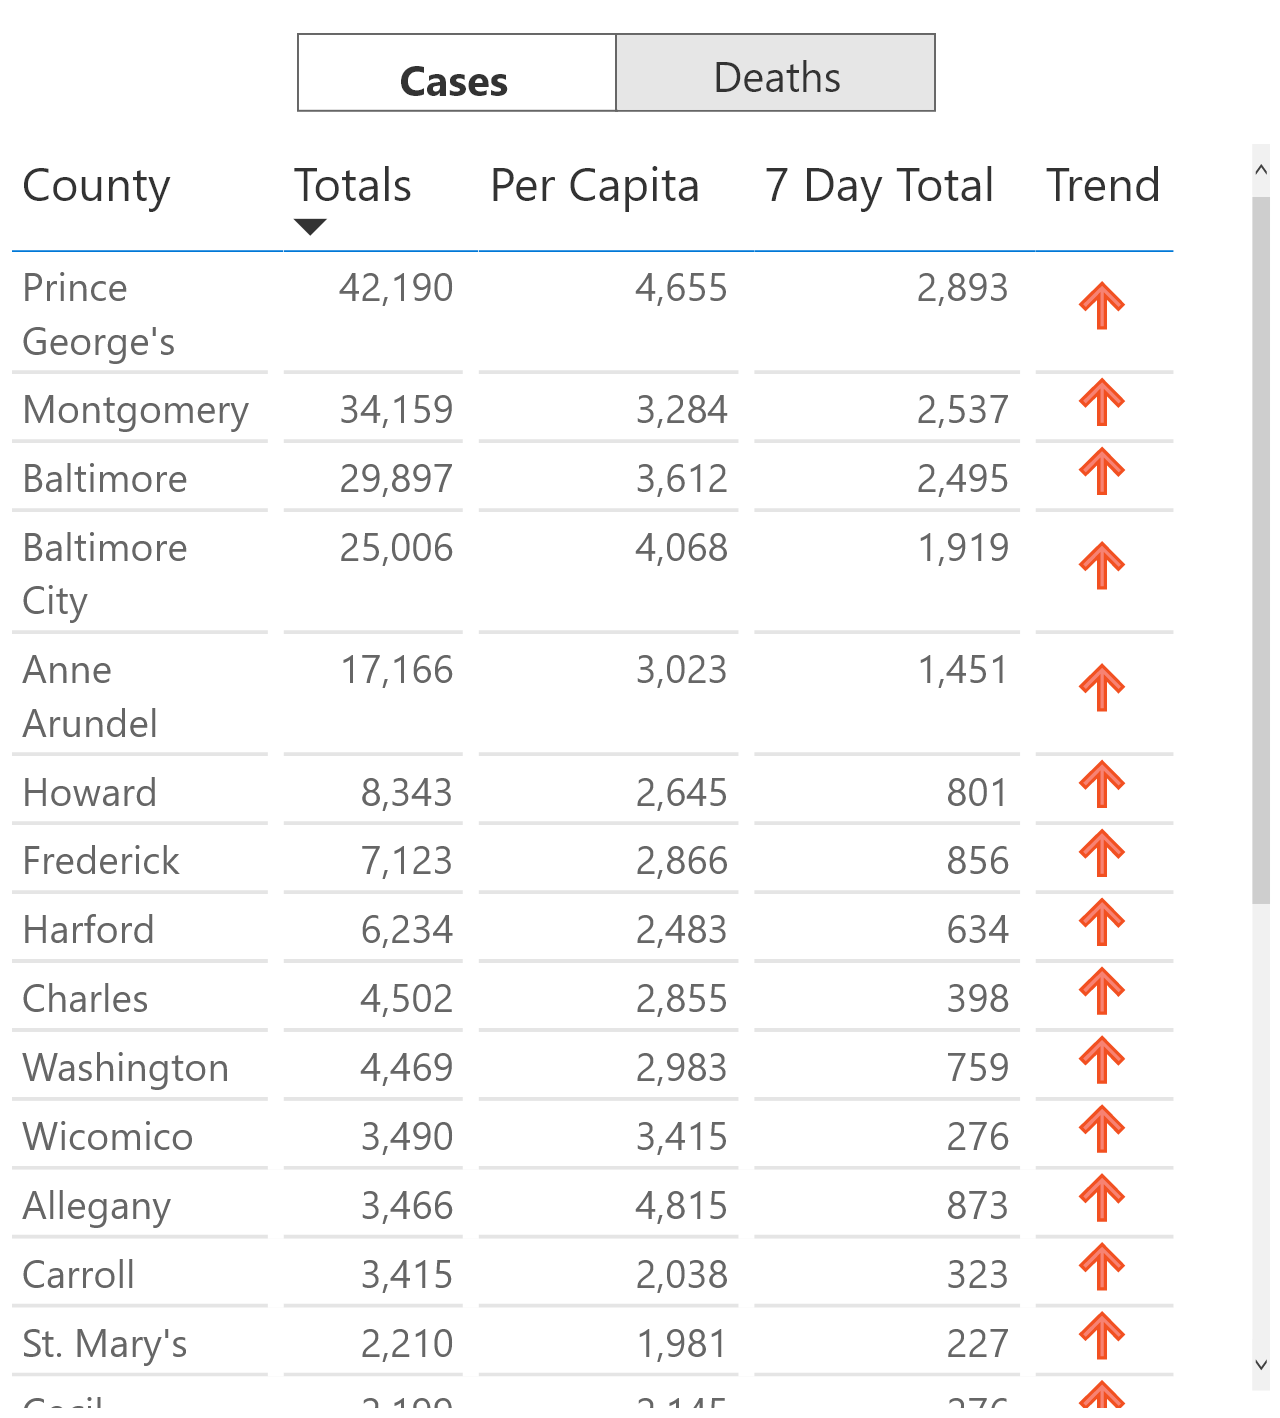 Cases Deaths
County Totals Per Capita 7 Day Total Trend
Prince 42,190 4,655 2,893
George's
Montgomery 34,159 3,284 2,537
Baltimore 29,897 3,612 2,495
Baltimore 25,006 4,068 1,919
City
Anne 17,166 3,023 1,451
Arundel
Howard 8,343 2,645 801
Frederick 7,123 2,866 856
Harford 6,234 2,483 634
Charles 4,502 2,855 398
Washington 4,469 2,983 759
Wicomico 3,490 3,415 276
Allegany 3,466 4,815 873
Carroll 3,415 2,038 323
St. Mary's 2,210 1,981 227
Cecil